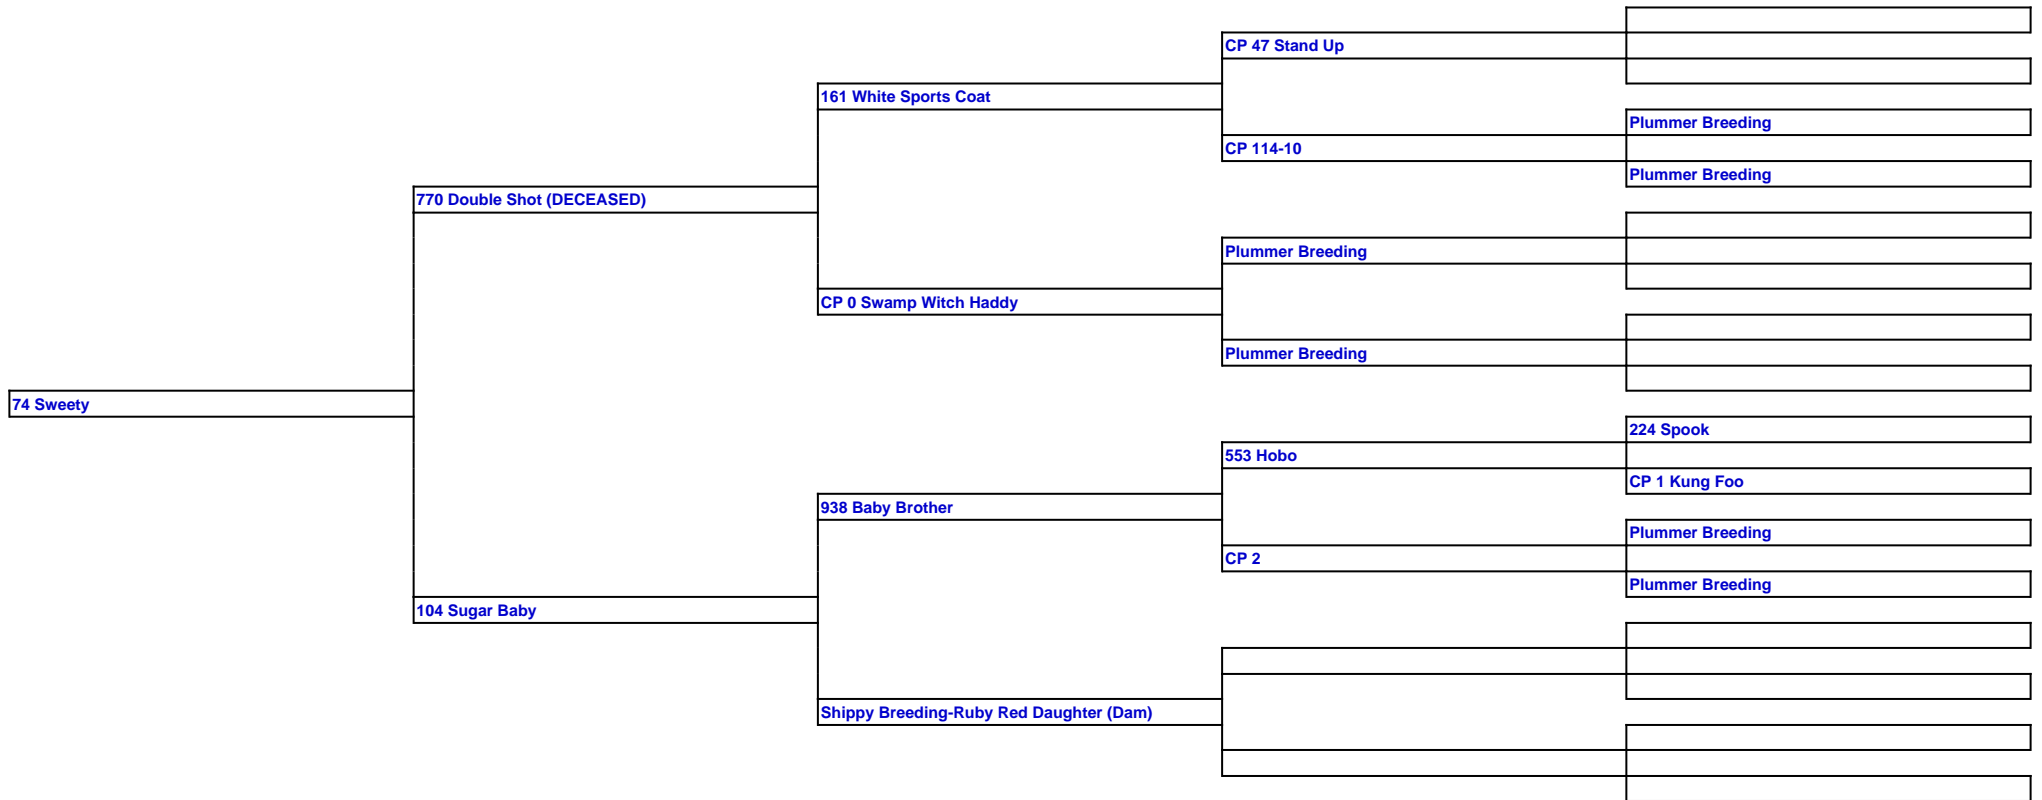 CP 47 Stand Up
161 White Sports Coat
Plummer Breeding
CP 114-10
Plummer Breeding
770 Double Shot (DECEASED)
Plummer Breeding
CP 0 Swamp Witch Haddy
Plummer Breeding
74 Sweety
224 Spook
553 Hobo
CP 1 Kung Foo
938 Baby Brother
Plummer Breeding
CP 2
Plummer Breeding
104 Sugar Baby
Shippy Breeding-Ruby Red Daughter (Dam)